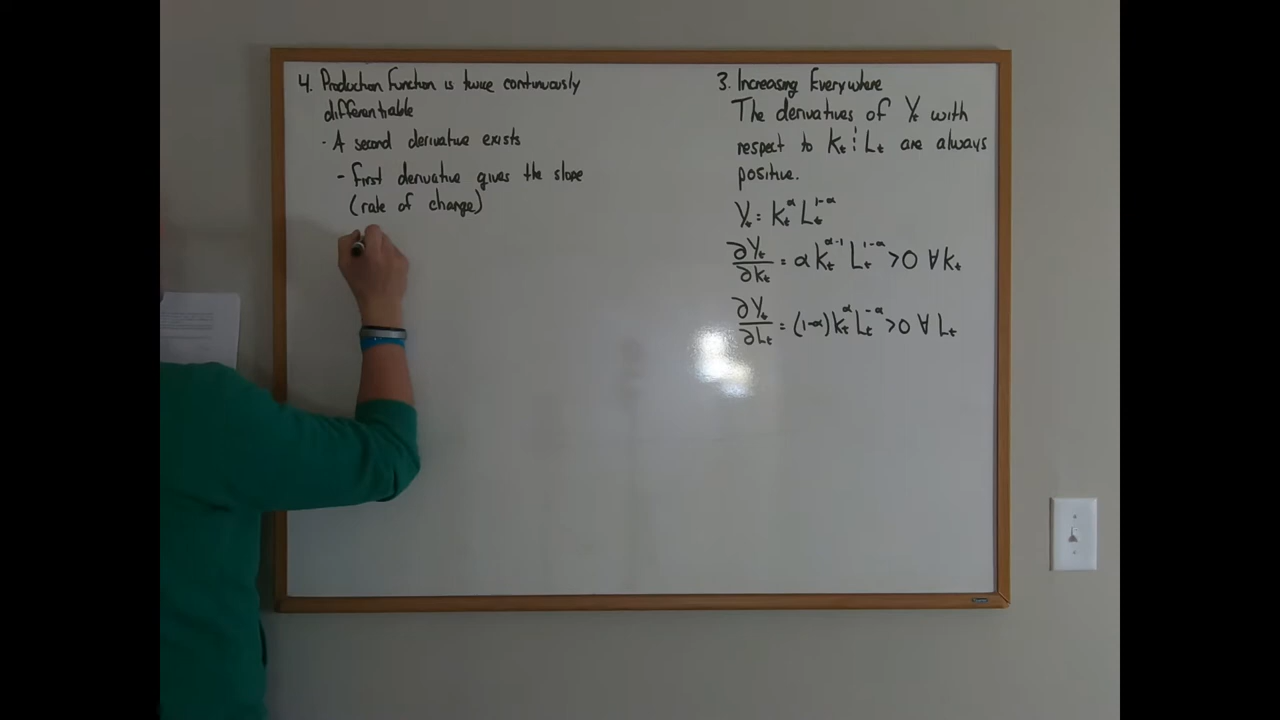 4. Production Function is twice continuously
differentiable
· A second derivative exists
- First derivative gives the slope
(rate of change)
3. Increasing Everywhere
The derivatives of Yₜ with
respect to Kₜ ⁝ Lₜ are always
positive.
Yₜ = Kₜ^α Lₜ^(1-α)
∂Yₜ/∂Kₜ = αKₜ^(α-1) Lₜ^(1-α) > 0 ∀ Kₜ
∂Yₜ/∂Lₜ = (1-α)Kₜ^α Lₜ^(-α) > 0 ∀ Lₜ